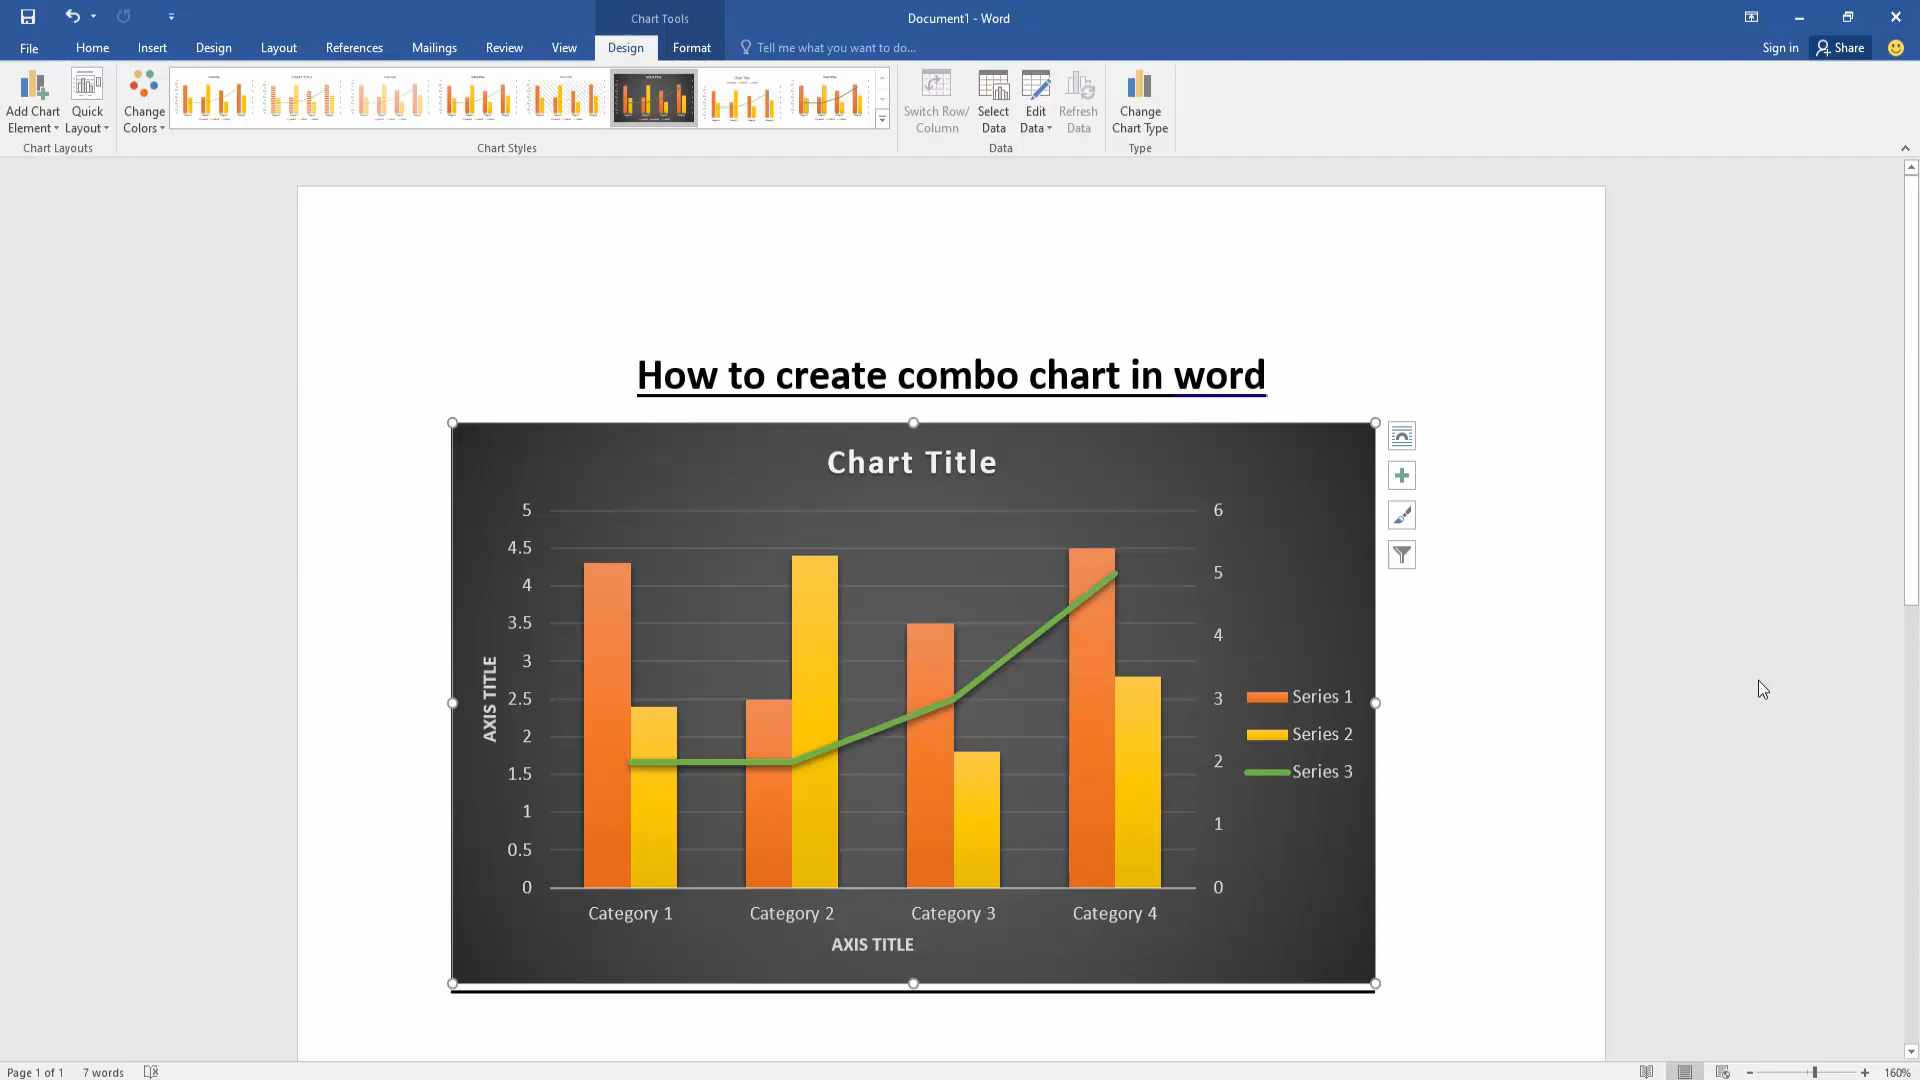 Chart Tools
Document1 - Word
File Home Insert Design Layout References Mailings Review View Design Format Tell me what you want to do... Sign in Share
Add Chart Element
Quick Layout
Change Colors
Switch Row/ Column
Select Data
Edit Data
Refresh Data
Change Chart Type
Chart Layouts Chart Styles Data Type
How to create combo chart in word
Chart Title
5 6
4.5
4 5
3.5 4
3
2.5 3
2
1.5 2
1 1
0.5
0 0
AXIS TITLE
Series 1
Series 2
Series 3
Category 1 Category 2 Category 3 Category 4
AXIS TITLE
Page 1 of 1 7 words 160%